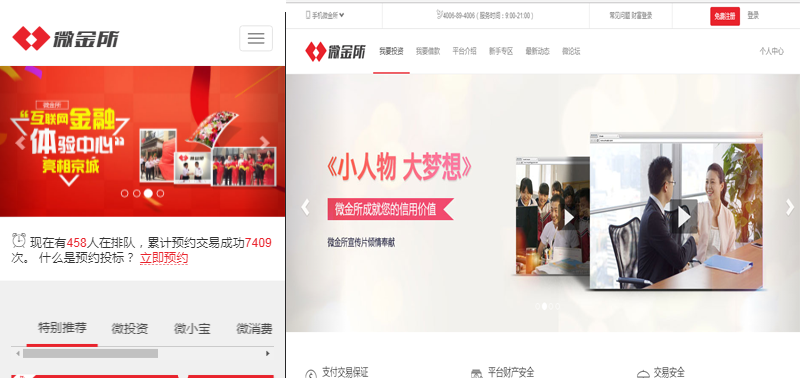 微金所
微金所
“互联网金融
体验中心”
亮相京城
现在有458人在排队，累计预约交易成功7409
次。 什么是预约投标？ 立即预约
特别推荐 微投资 微小宝 微消费
手机微金所 4006-89-4006 ( 服务时间：9:00-21:00 ) 常见问题 财富登录 免费注册 登录
微金所 我要投资 我要借款 平台介绍 新手专区 最新动态 微论坛 个人中心
《小人物 大梦想》
微金所成就您的信用价值
微金所宣传片倾情奉献
支付交易保证 平台财产安全 交易安全